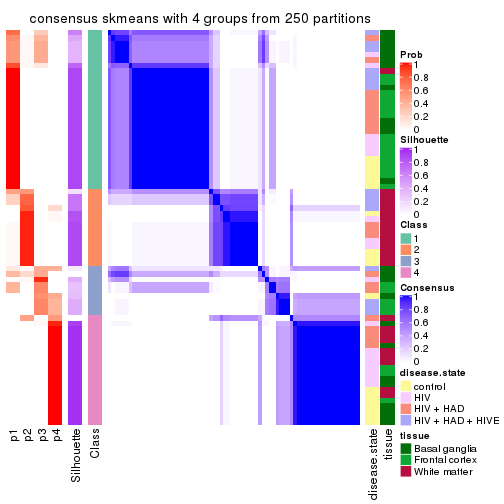 consensus skmeans with 4 groups from 250 partitions
Prob
1
0.8
0.6
0.4
0.2
0
Silhouette
1
0.8
0.6
0.4
0.2
0
Class
1
2
3
4
Consensus
1
0.8
0.6
0.4
0.2
0
disease.state
control
HIV
HIV + HAD
HIV + HAD + HIVE
tissue
Basal ganglia
Frontal cortex
White matter
p1
p2
p3
p4
Silhouette
Class
disease.state
tissue